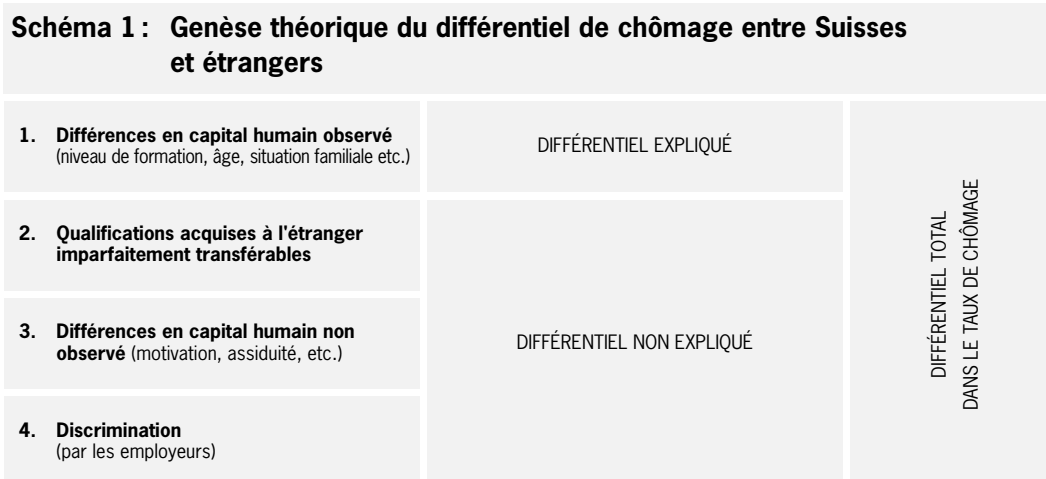 Schéma 1 : Genèse théorique du différentiel de chômage entre Suisses
et étrangers
1. Différences en capital humain observé
(niveau de formation, âge, situation familiale etc.)
DIFFÉRENTIEL EXPLIQUÉ
2. Qualifications acquises à l'étranger
imparfaitement transférables
3. Différences en capital humain non
observé (motivation, assiduité, etc.)
4. Discrimination
(par les employeurs)
DIFFÉRENTIEL NON EXPLIQUÉ
DIFFÉRENTIEL TOTAL
DANS LE TAUX DE CHÔMAGE